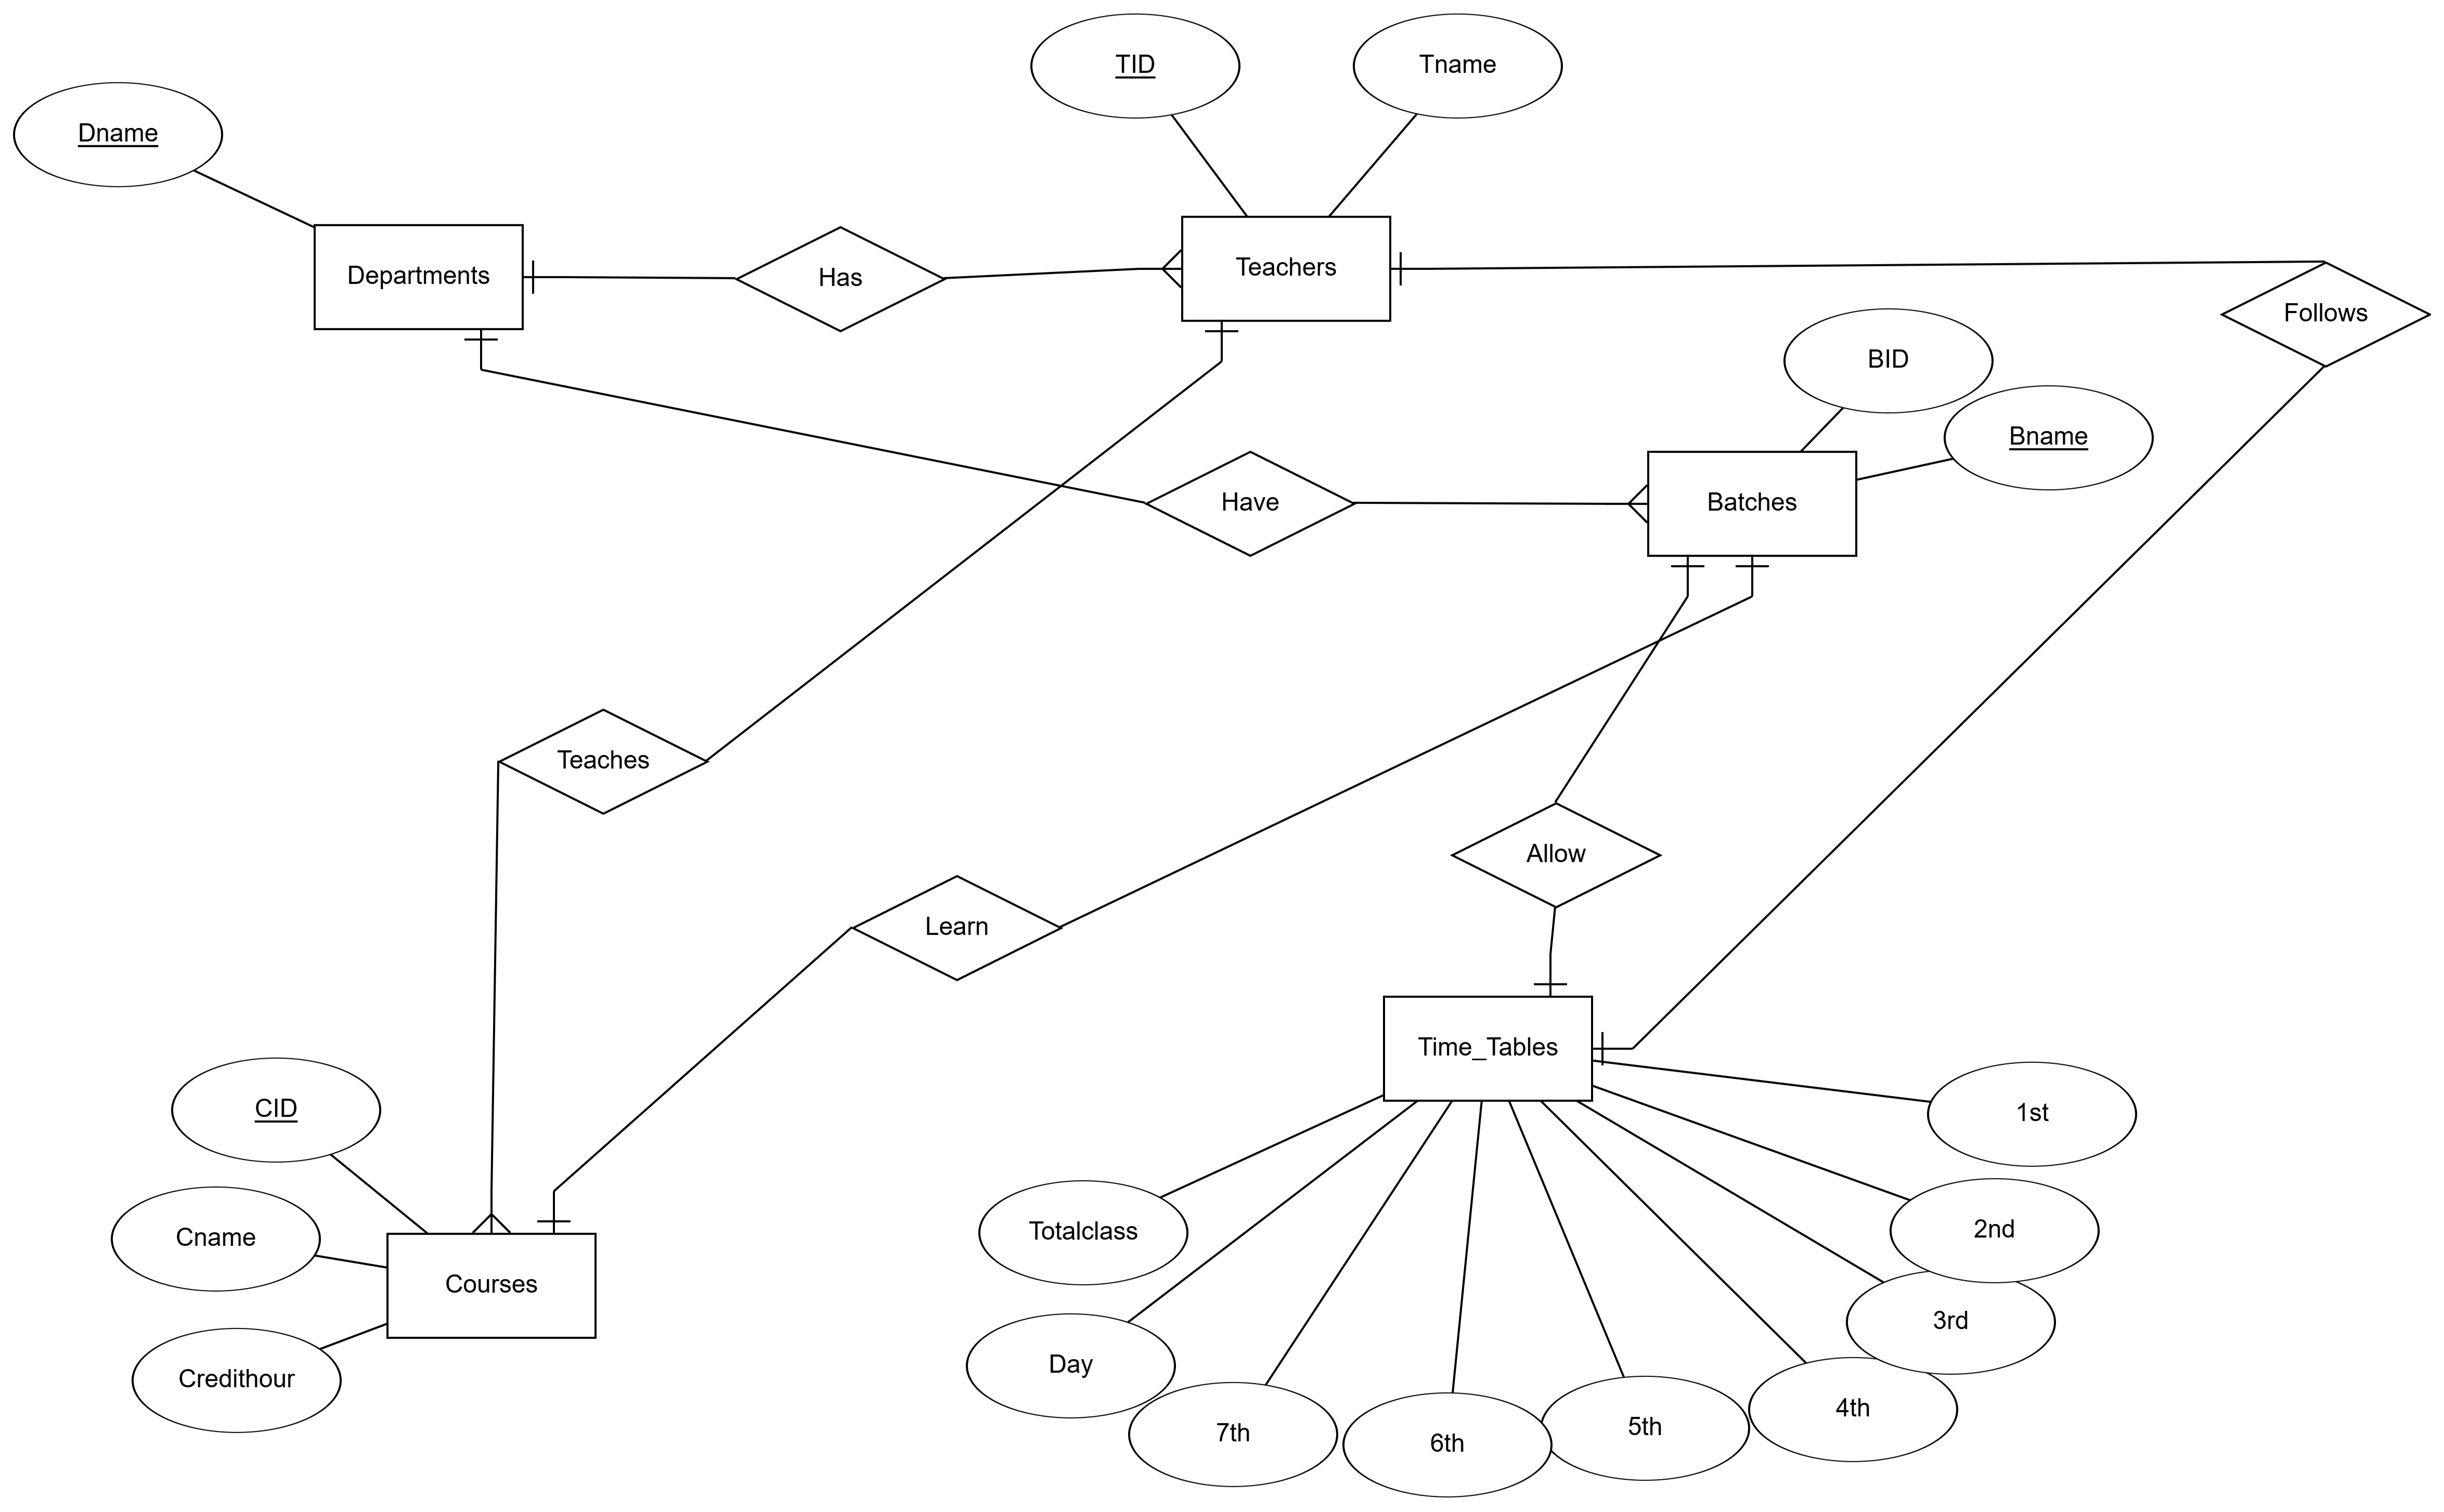 TID
Tname
Dname
Departments
Has
Teachers
Follows
BID
Bname
Have
Batches
Teaches
Allow
Learn
Time_Tables
CID
1st
Cname
Totalclass
2nd
Courses
3rd
Credithour
Day
4th
7th
6th
5th